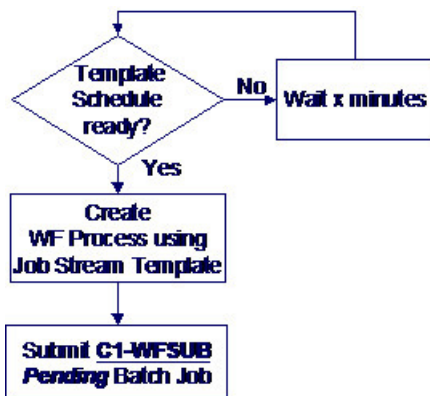 Template
Schedule
ready?
No
Wait x minutes
Yes
Create
WF Process using
Job Stream Template
Submit C1-WFSUB
Pending Batch Job